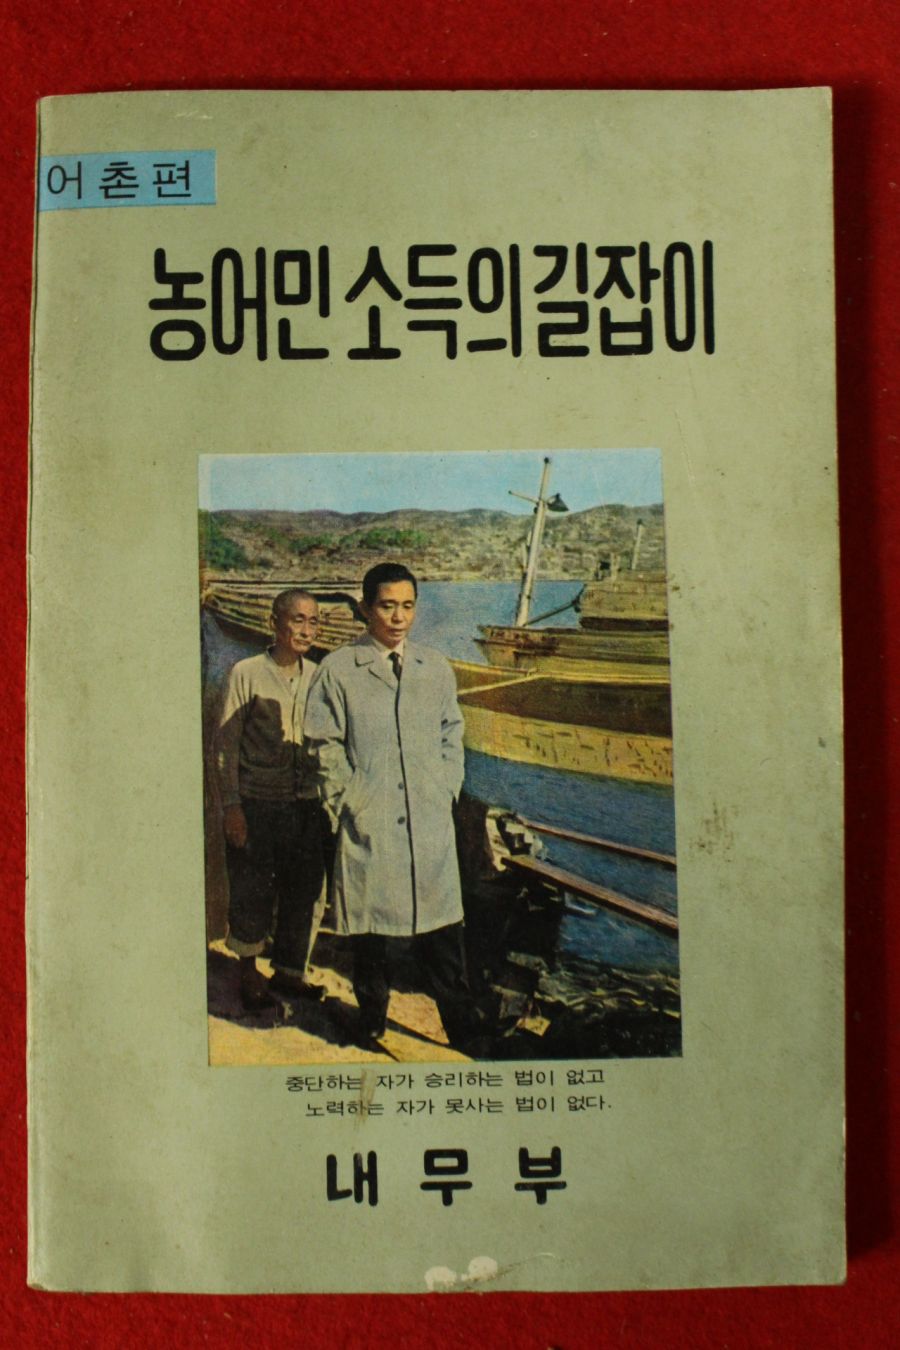 어촌편
농어민 소득의 길잡이
중단하는 자가 승리하는 법이 없고
노력하는 자가 못사는 법이 없다.
내무부